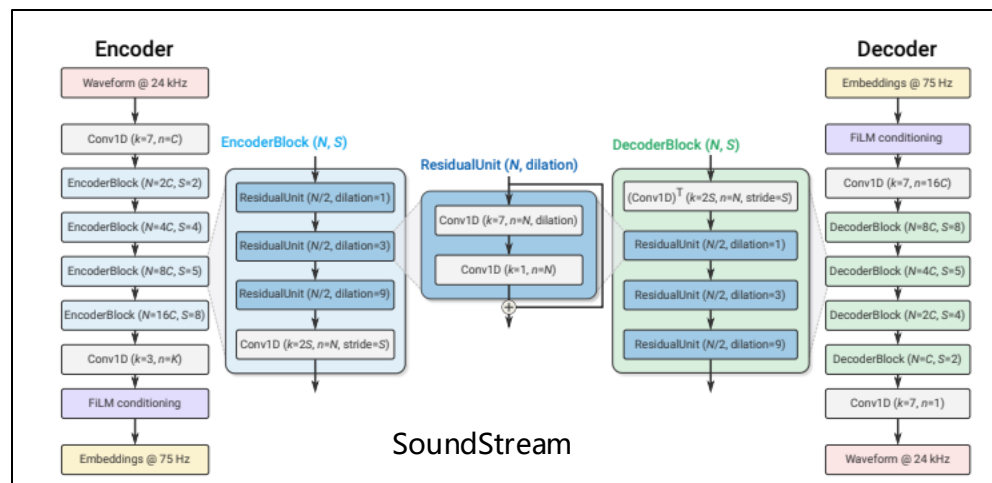 Encoder
Waveform @ 24 kHz
Conv1D (k=7, n=C)
EncoderBlock (N=2C, S=2)
EncoderBlock (N=4C, S=4)
EncoderBlock (N=8C, S=5)
EncoderBlock (N=16C, S=8)
Conv1D (k=3, n=K)
FiLM conditioning
Embeddings @ 75 Hz
EncoderBlock (N, S)
ResidualUnit (N/2, dilation=1)
ResidualUnit (N/2, dilation=3)
ResidualUnit (N/2, dilation=9)
Conv1D (k=2S, n=N, stride=S)
ResidualUnit (N, dilation)
Conv1D (k=7, n=N, dilation)
Conv1D (k=1, n=N)
+
DecoderBlock (N, S)
(Conv1D)ᵀ (k=2S, n=N, stride=S)
ResidualUnit (N/2, dilation=1)
ResidualUnit (N/2, dilation=3)
ResidualUnit (N/2, dilation=9)
Decoder
Embeddings @ 75 Hz
FiLM conditioning
Conv1D (k=7, n=16C)
DecoderBlock (N=8C, S=8)
DecoderBlock (N=4C, S=5)
DecoderBlock (N=2C, S=4)
DecoderBlock (N=C, S=2)
Conv1D (k=7, n=1)
Waveform @ 24 kHz
SoundStream